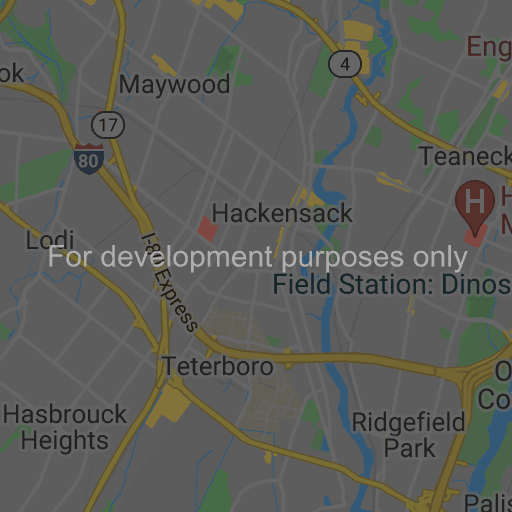 4
Eng
ok
Maywood
17
80
Teaneck
H
H
M
Hackensack
Lodi
For development purposes only
I-80 Express
Field Station: Dinos
Teterboro
O
Co
Hasbrouck
Heights
Ridgefield
Park
Palis